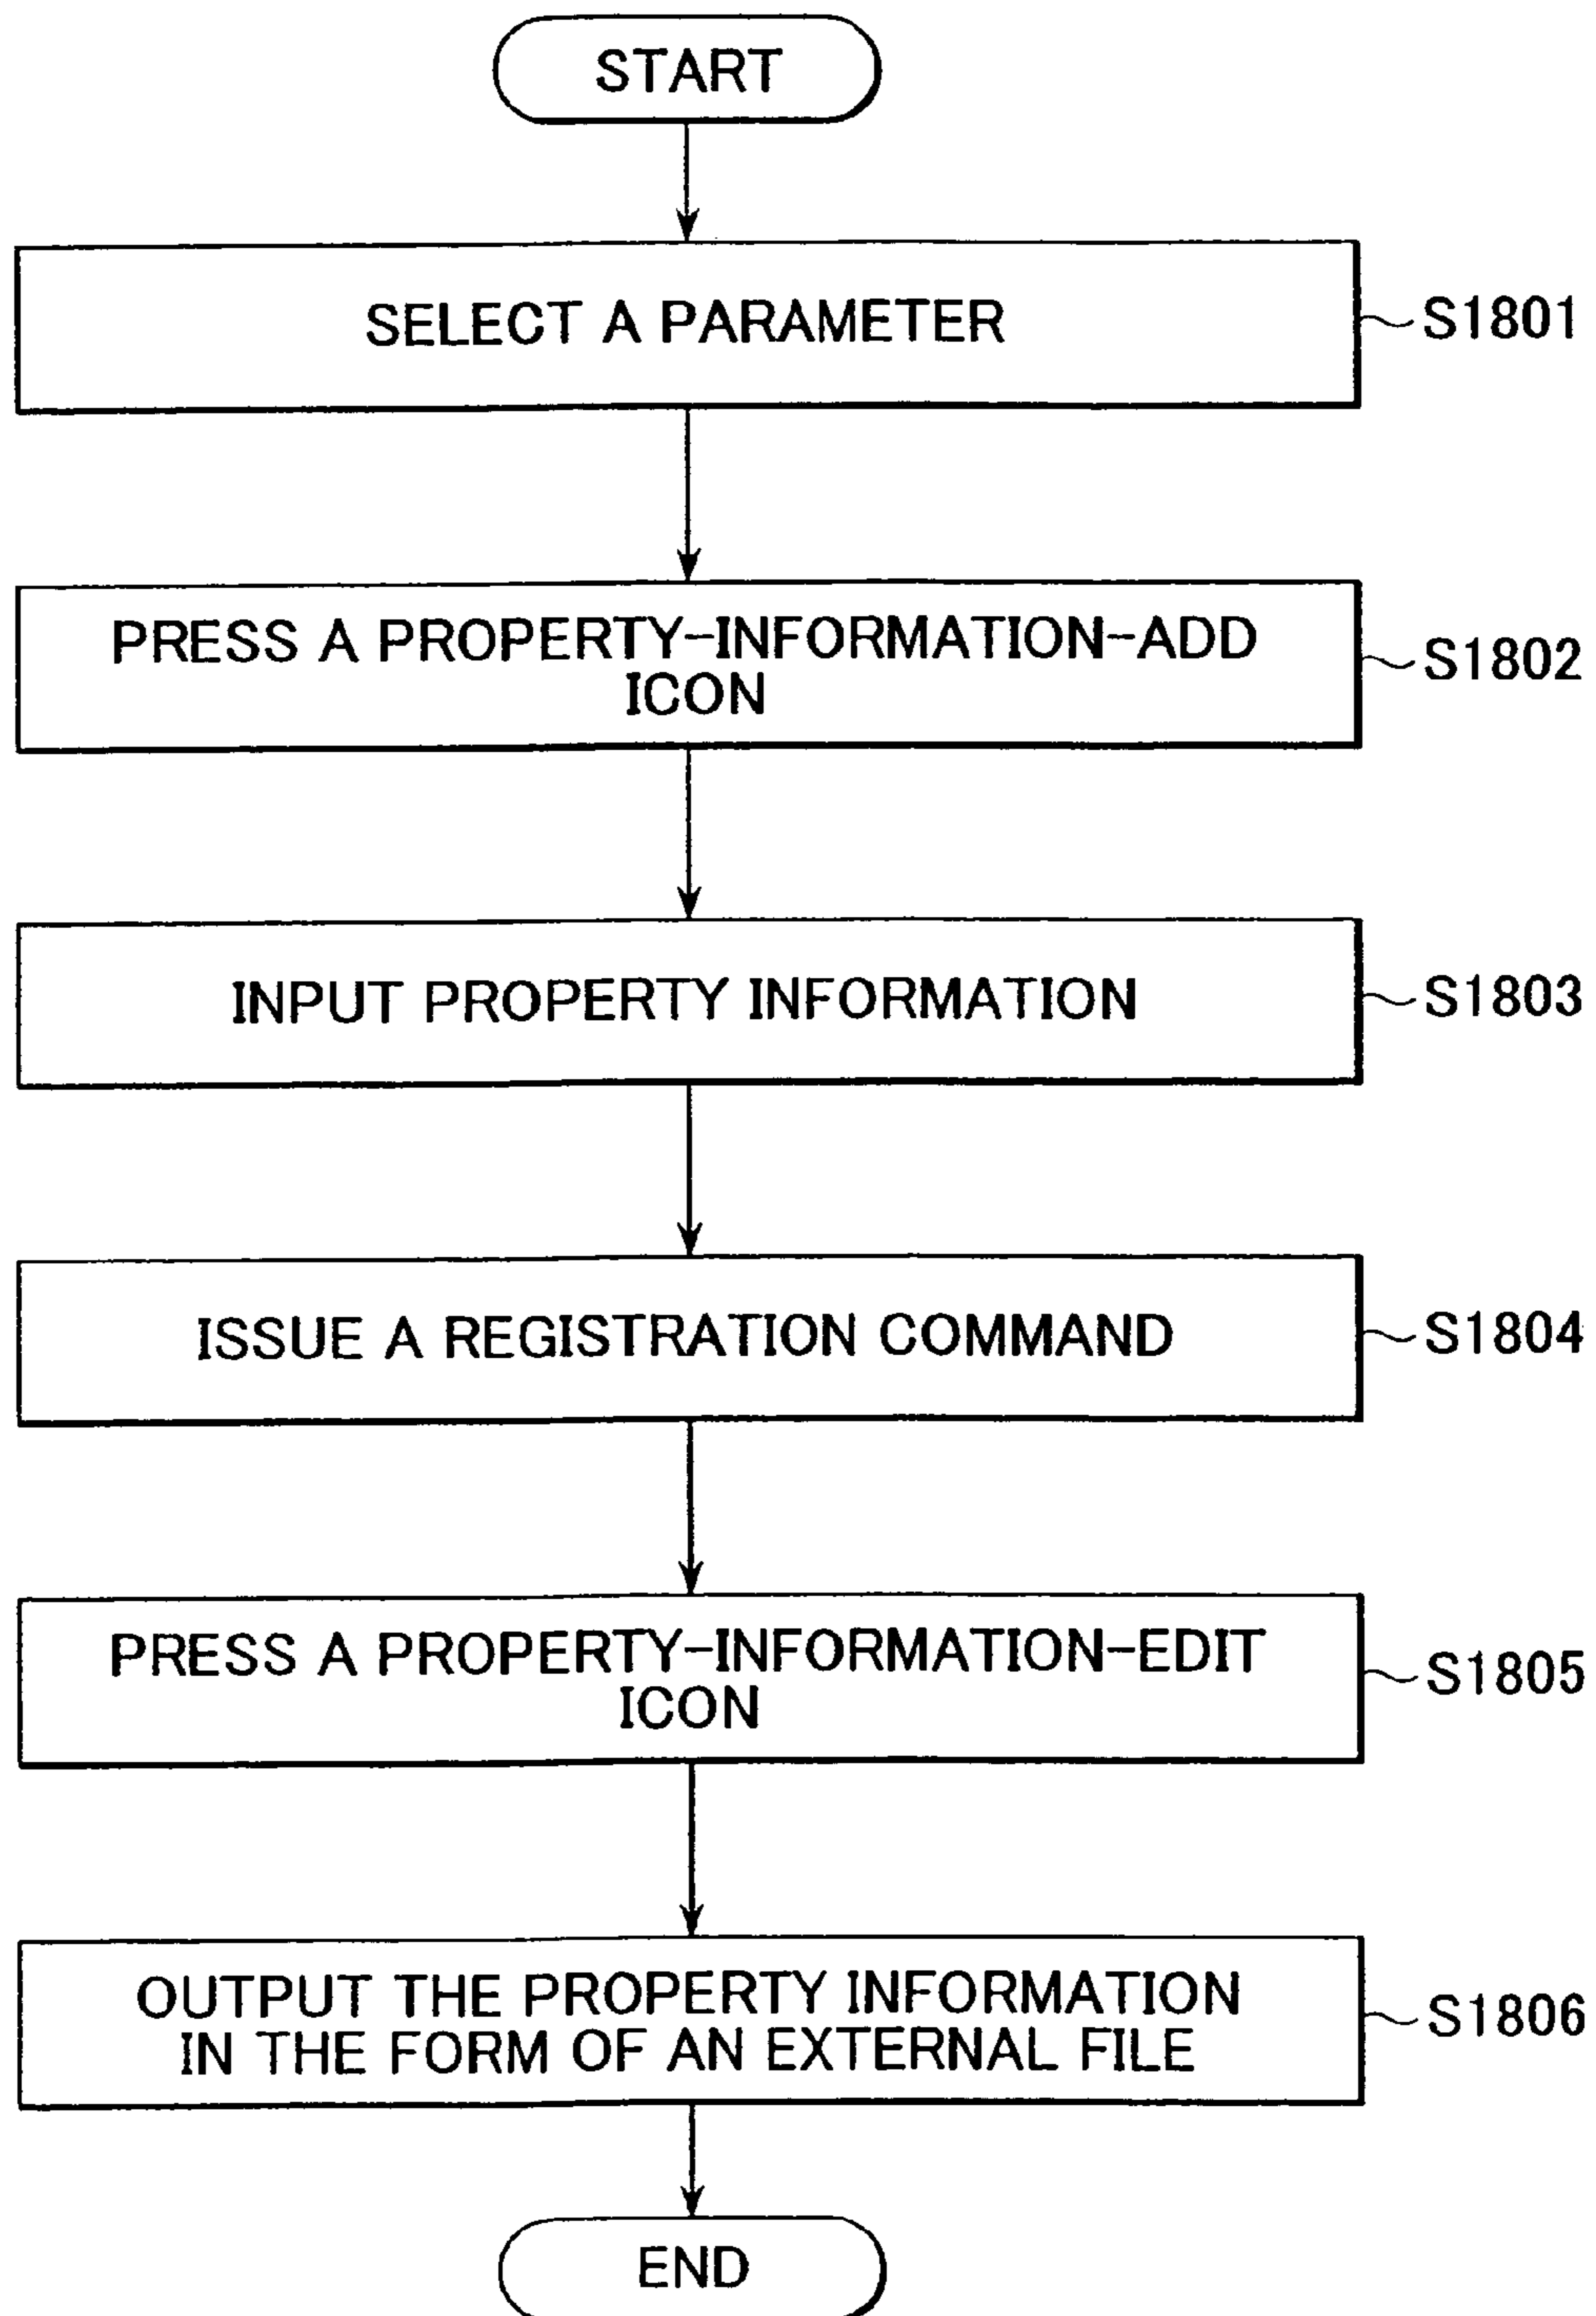 START
SELECT A PARAMETER
S1801
PRESS A PROPERTY-INFORMATION-ADD
ICON
S1802
INPUT PROPERTY INFORMATION
S1803
ISSUE A REGISTRATION COMMAND
S1804
PRESS A PROPERTY-INFORMATION-EDIT
ICON
S1805
OUTPUT THE PROPERTY INFORMATION
IN THE FORM OF AN EXTERNAL FILE
S1806
END